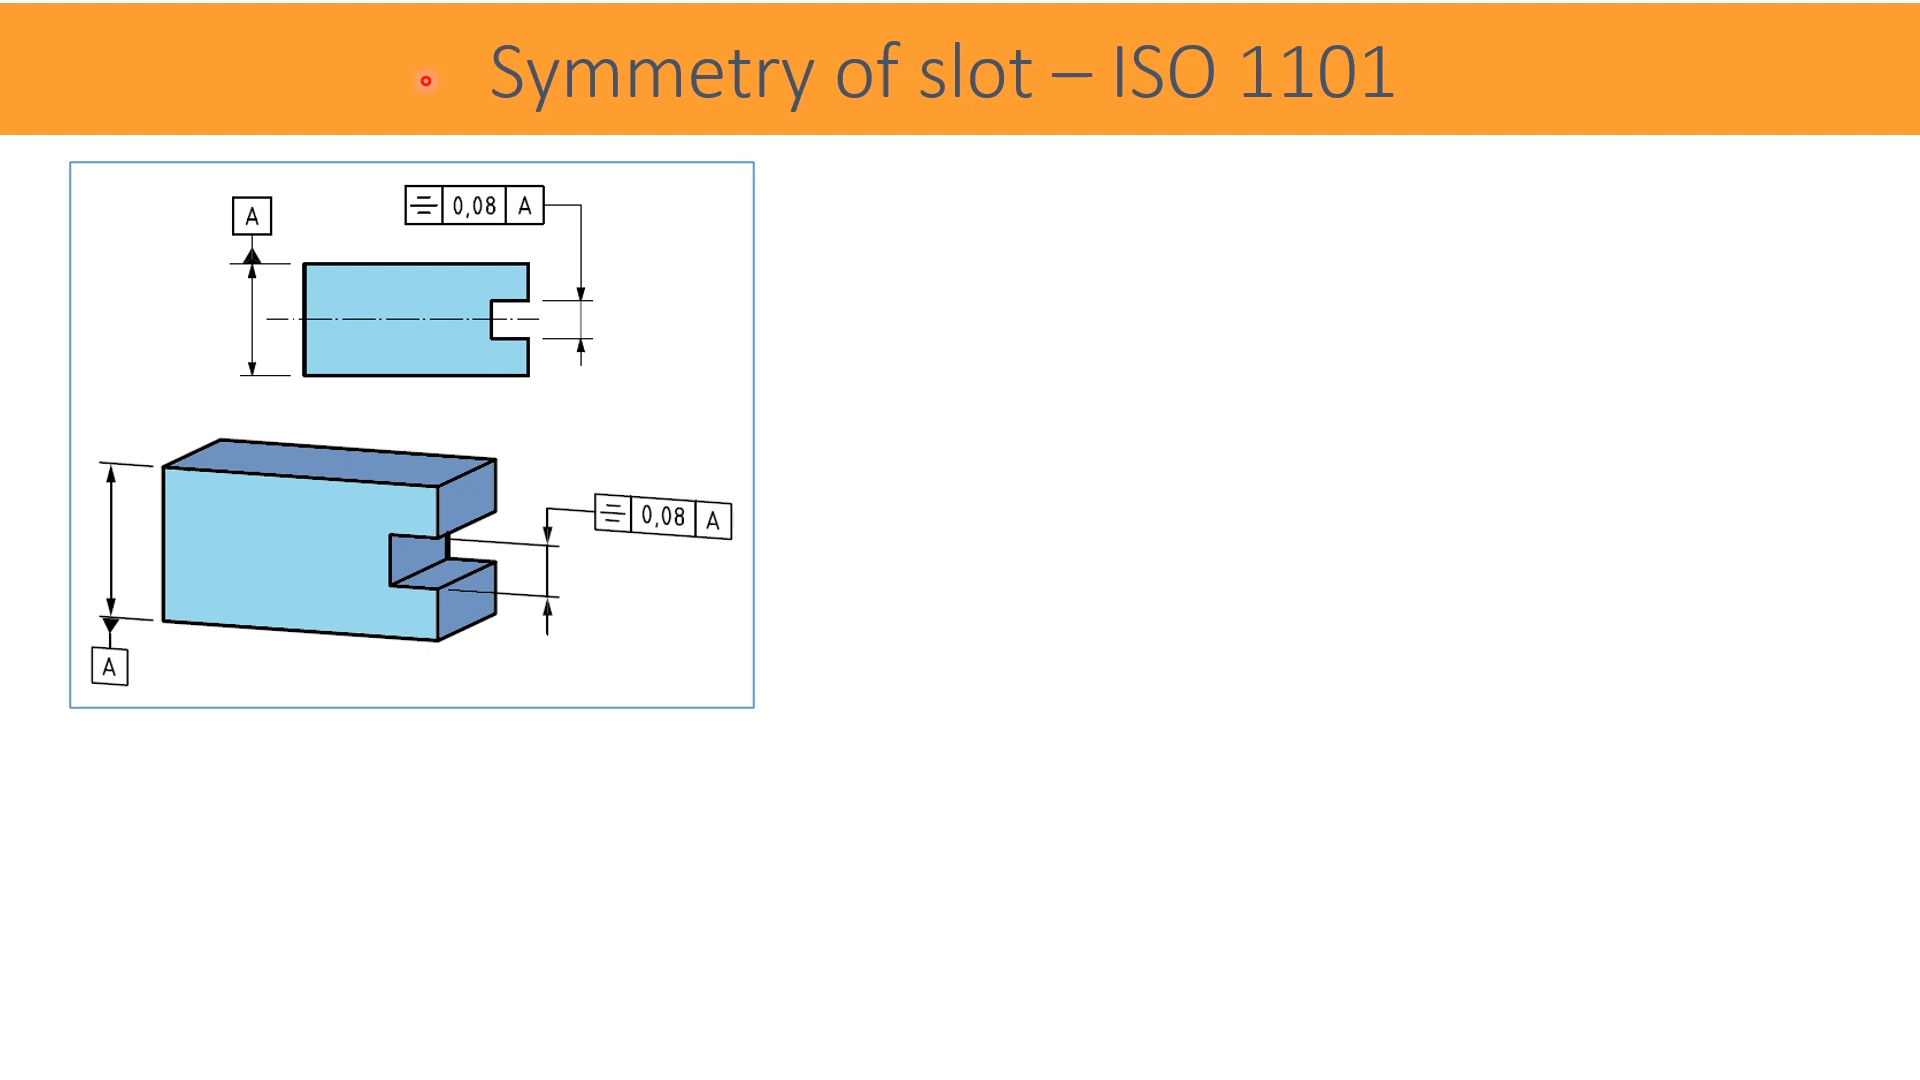 Symmetry of slot – ISO 1101
A
⌯ 0,08 A
⌯ 0,08 A
A